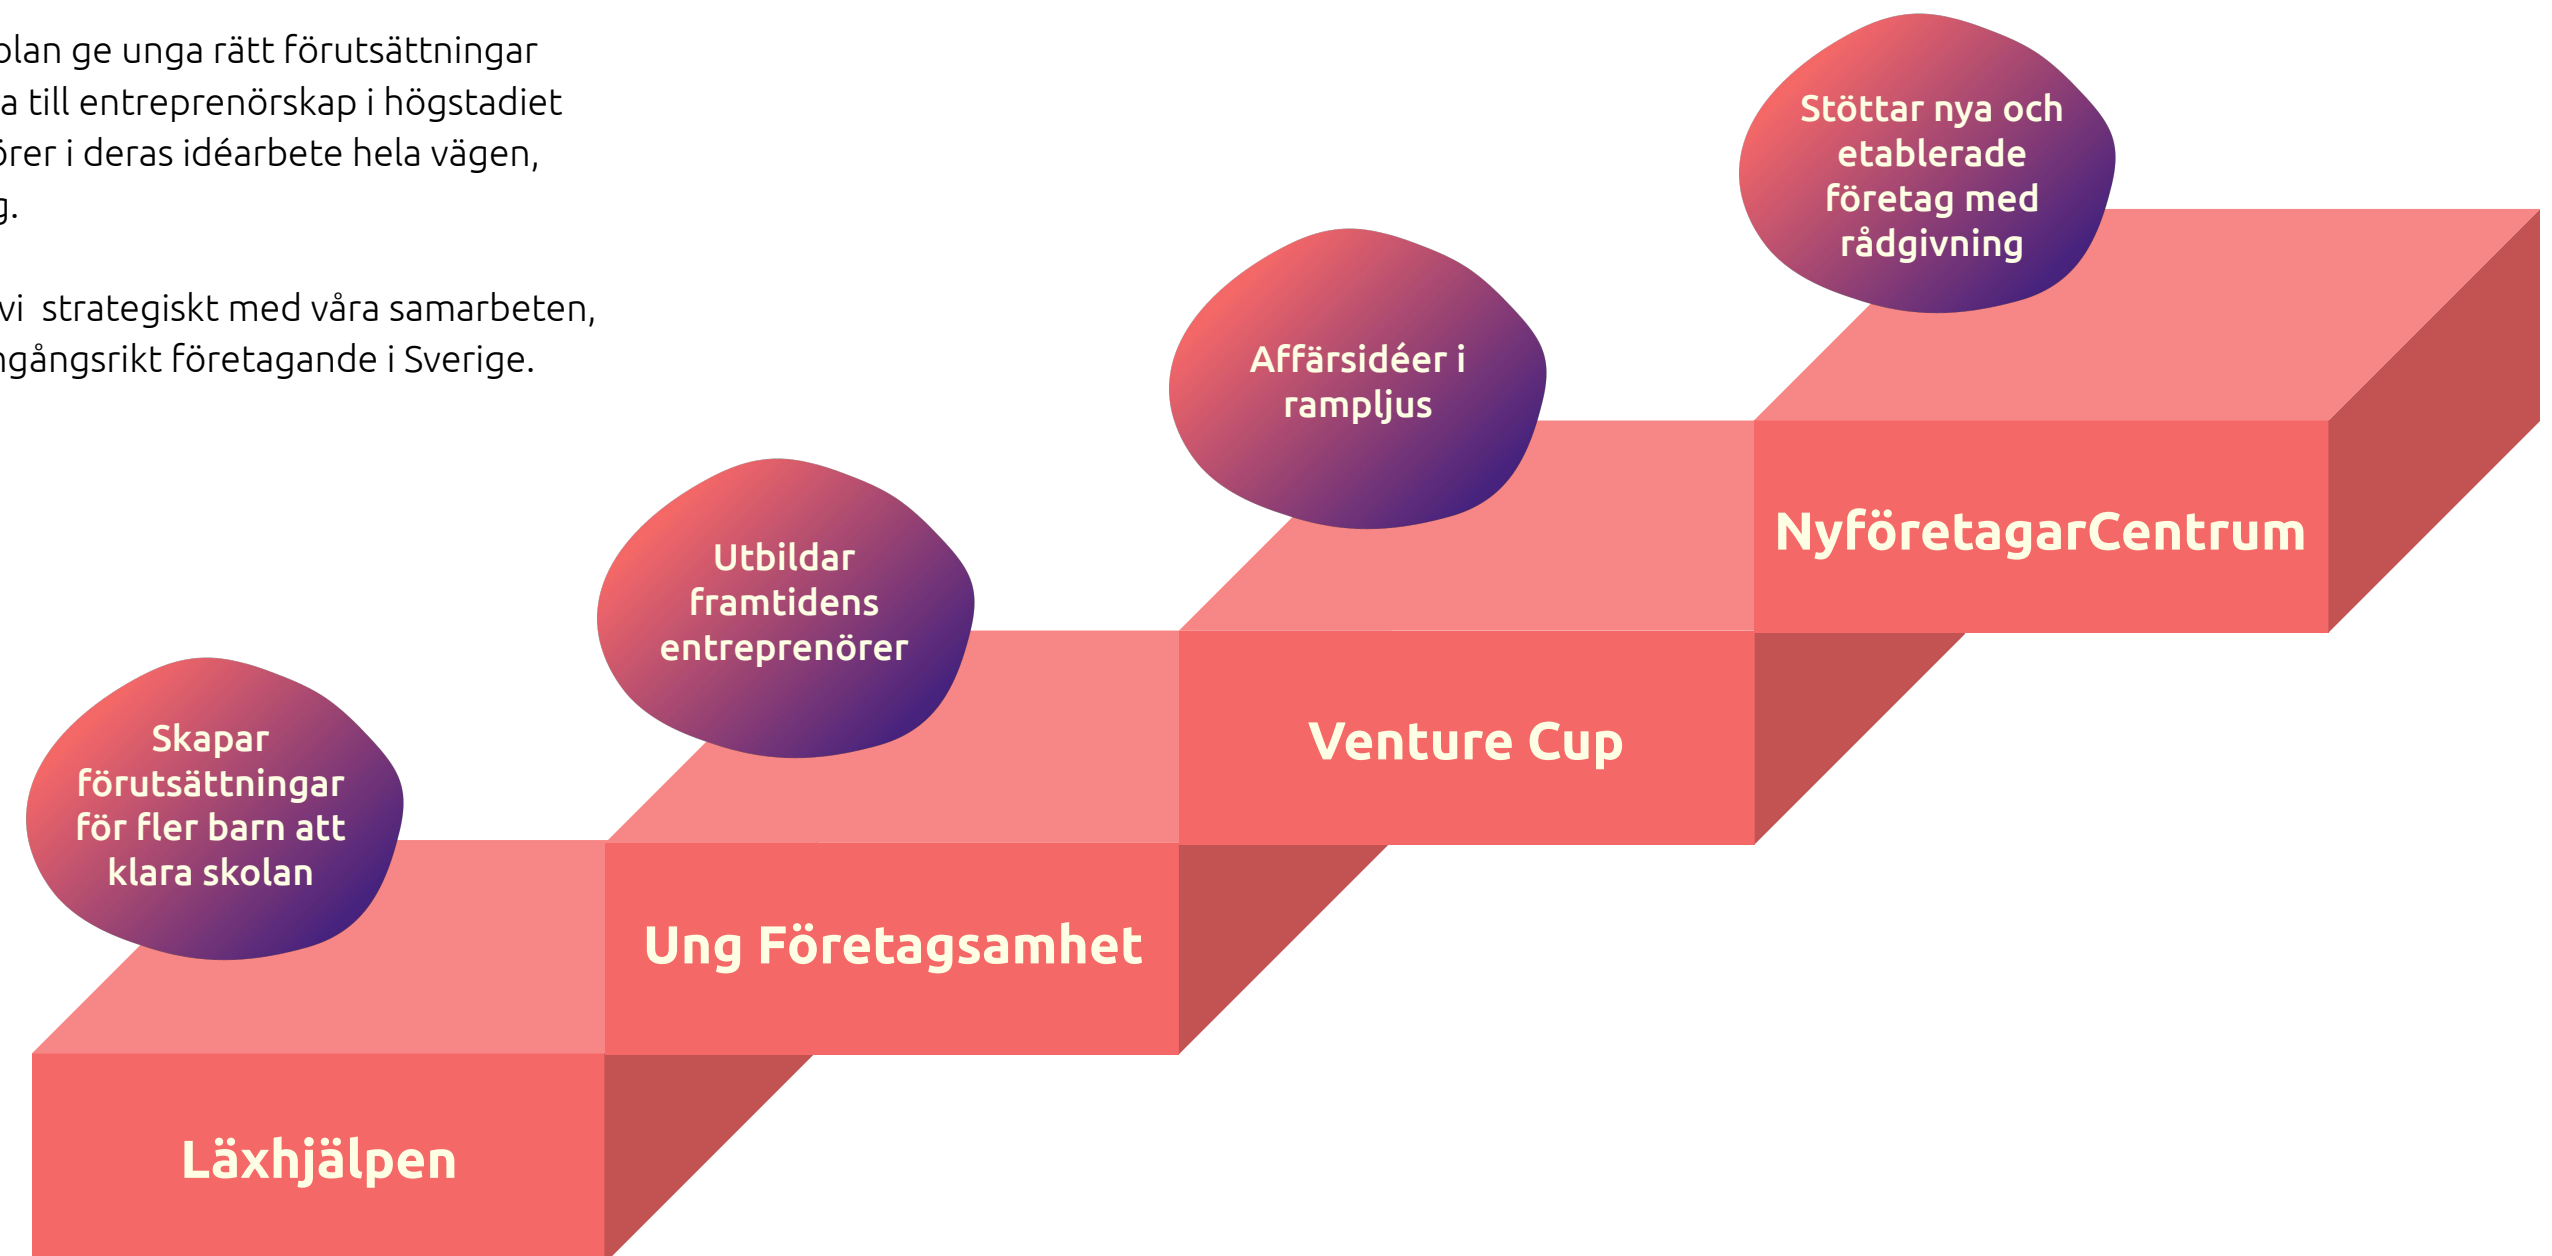 olan ge unga rätt förutsättningar
a till entreprenörskap i högstadiet
örer i deras idéarbete hela vägen,
g.
vi  strategiskt med våra samarbeten,
ngångsrikt företagande i Sverige.
Stöttar nya och
etablerade
företag med
rådgivning
Affärsidéer i
rampljus
Utbildar
framtidens
entreprenörer
Skapar
förutsättningar
för fler barn att
klara skolan
NyföretagarCentrum
Venture Cup
Ung Företagsamhet
Läxhjälpen